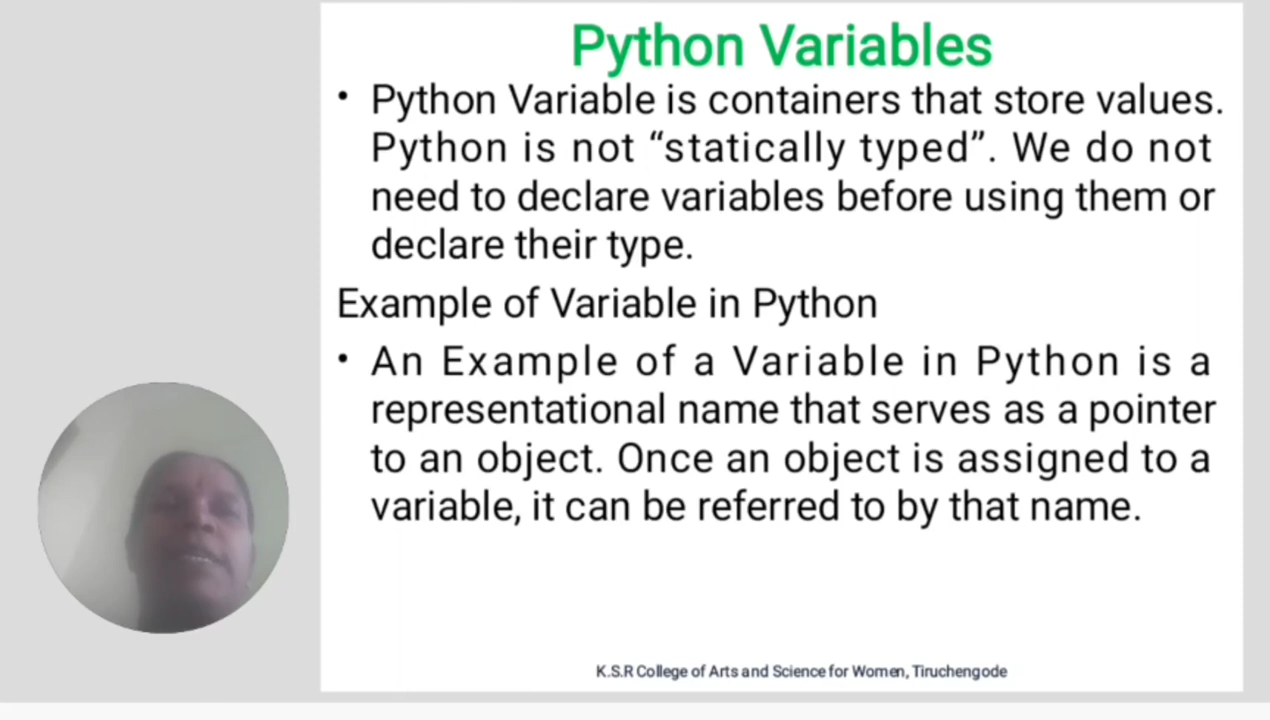 Python Variables
• Python Variable is containers that store values.
Python is not “statically typed”. We do not
need to declare variables before using them or
declare their type.
Example of Variable in Python
• An Example of a Variable in Python is a
representational name that serves as a pointer
to an object. Once an object is assigned to a
variable, it can be referred to by that name.
K.S.R College of Arts and Science for Women, Tiruchengode